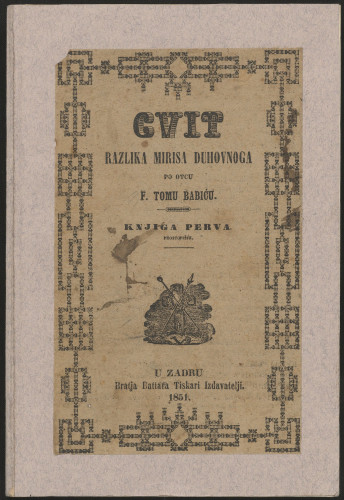 CVIT
RAZLIKA MIRISA DUHOVNOGA
PO OTCU
F. TOMU BABIĆU.
KNJIGA PERVA
U ZADRU
Bratja Battara Tiskari Izdavatelji.
1851.